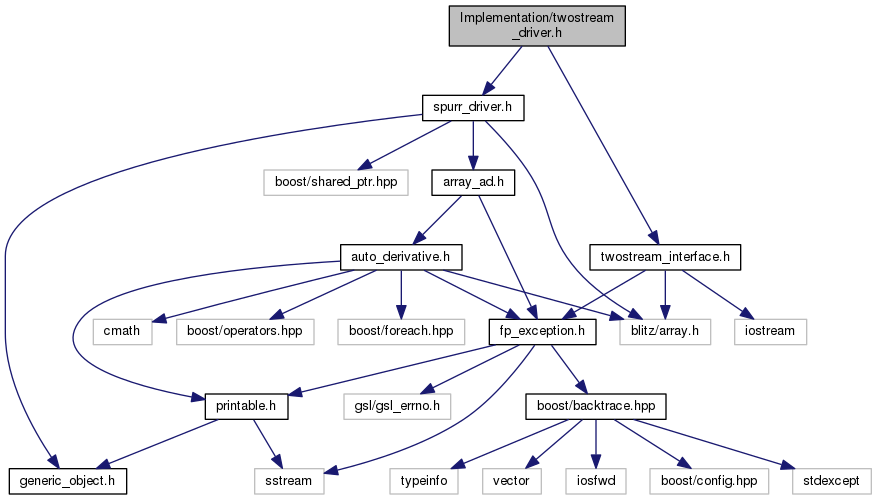 Implementation/twostream
_driver.h
spurr_driver.h
boost/shared_ptr.hpp
array_ad.h
auto_derivative.h
twostream_interface.h
cmath
boost/operators.hpp
boost/foreach.hpp
fp_exception.h
blitz/array.h
iostream
printable.h
gsl/gsl_errno.h
boost/backtrace.hpp
generic_object.h
sstream
typeinfo
vector
iosfwd
boost/config.hpp
stdexcept